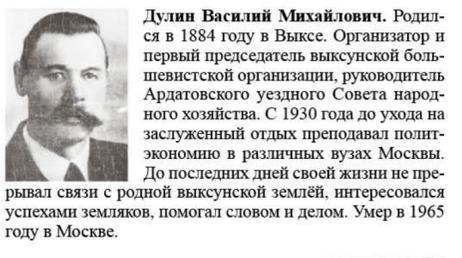 Дулин Василий Михайлович. Родил-
ся в 1884 году в Выксе. Организатор и
первый председатель выксунской боль-
шевистской организации, руководитель
Ардатовского уездного Совета народ-
ного хозяйства. С 1930 года до ухода на
заслуженный отдых преподавал полит-
экономию в различных вузах Москвы.
До последних дней своей жизни не пре-
рывал связи с родной выксунской землёй, интересовался
успехами земляков, помогал словом и делом. Умер в 1965
году в Москве.